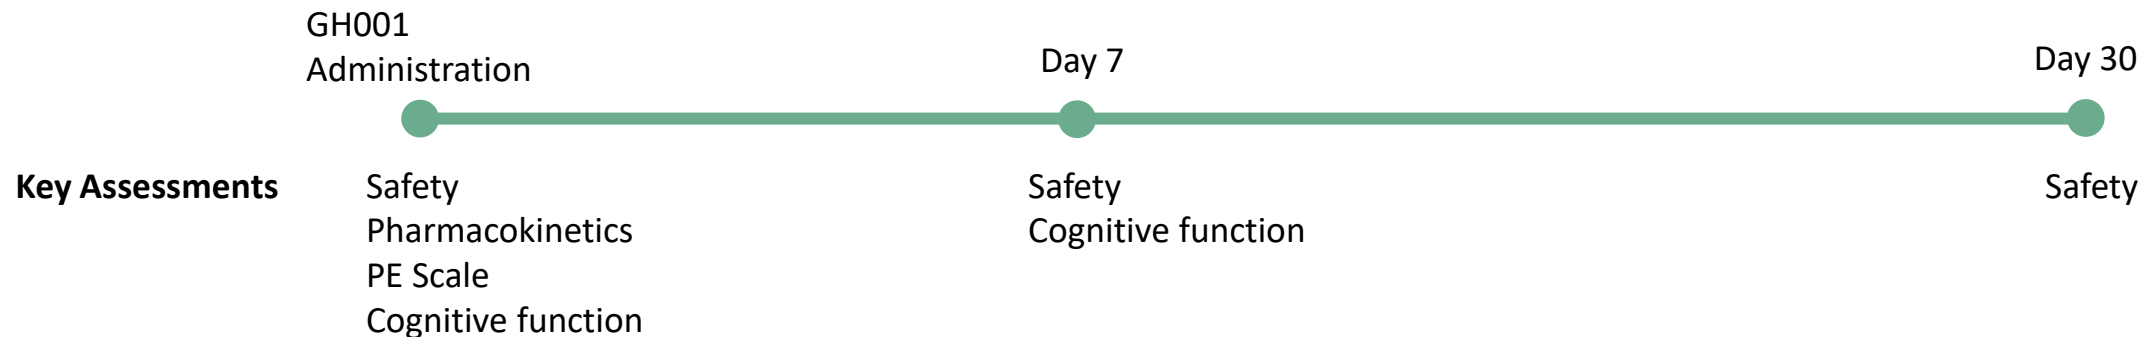 GH001
Administration
Day 7
Day 30
Key Assessments
Safety
Pharmacokinetics
PE Scale
Cognitive function
Safety
Cognitive function
Safety